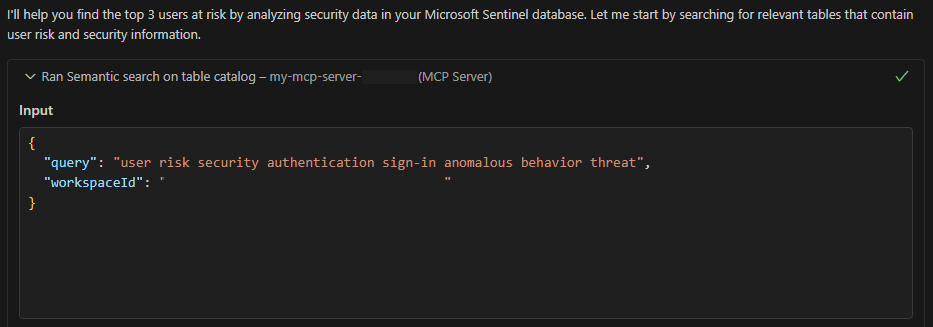 I'll help you find the top 3 users at risk by analyzing security data in your Microsoft Sentinel database. Let me start by searching for relevant tables that contain
user risk and security information.
Ran Semantic search on table catalog – my-mcp-server- (MCP Server)
Input
{
"query": "user risk security authentication sign-in anomalous behavior threat",
"workspaceId": " "
}